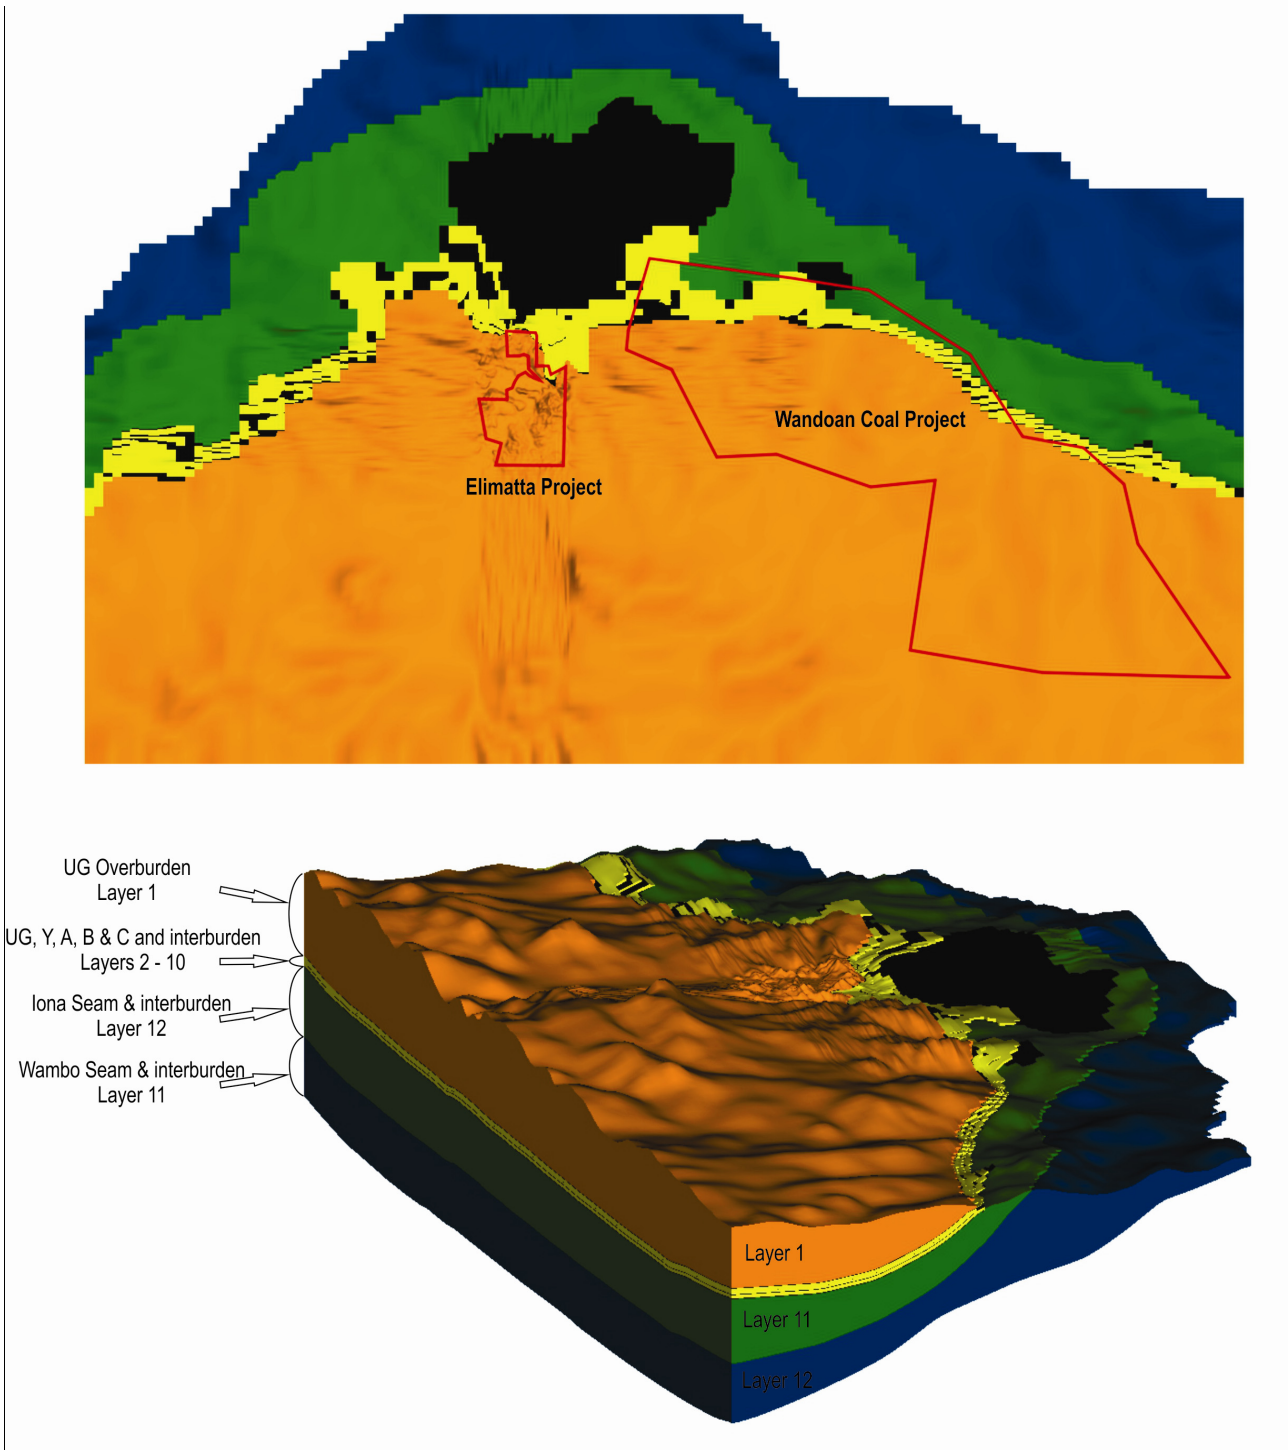 Wandoan Coal Project
Elimatta Project
UG Overburden
Layer 1
UG, Y, A, B & C and interburden
Layers 2 - 10
Iona Seam & interburden
Layer 12
Wambo Seam & interburden
Layer 11
Layer 1
Layer 11
Layer 12